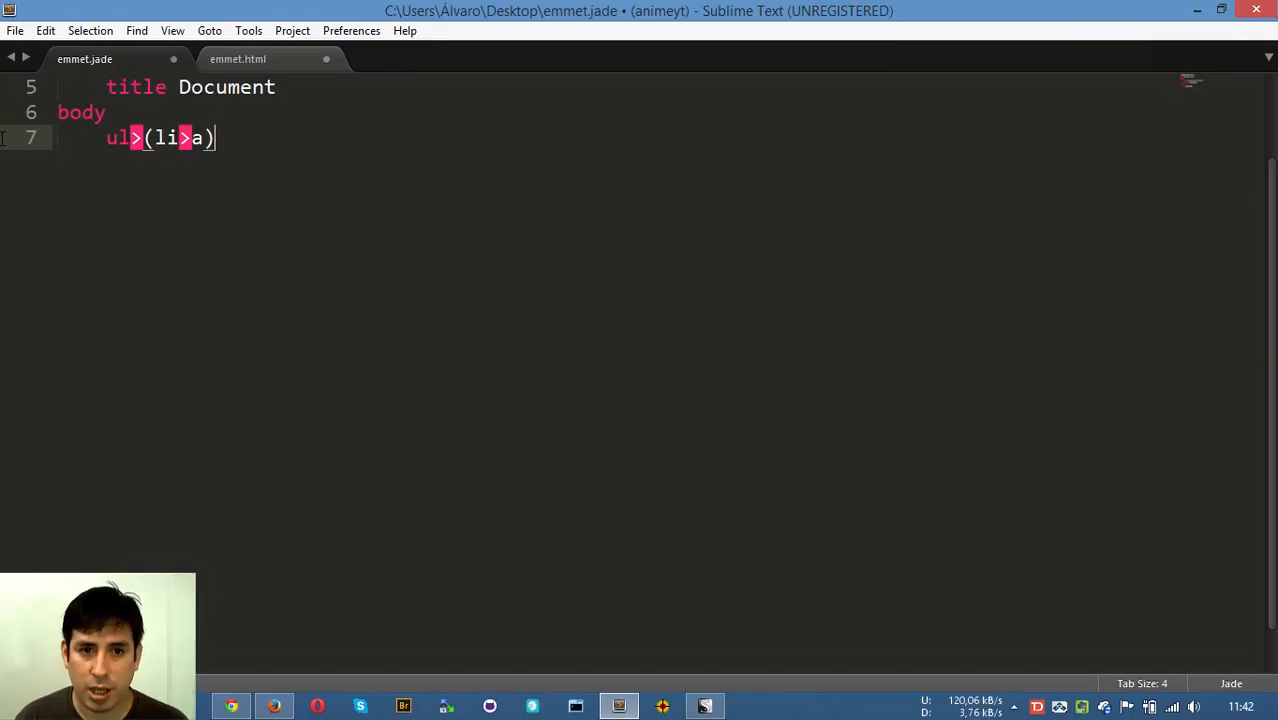 C:\Users\Álvaro\Desktop\emmet.jade • (animeyt) - Sublime Text (UNREGISTERED)
File Edit Selection Find View Goto Tools Project Preferences Help
emmet.jade emmet.html
5 title Document
6 body
7 ul>(li>a)
Tab Size: 4 Jade
Br U: 120,06 kB/s TD 11:42
D: 3,76 kB/s